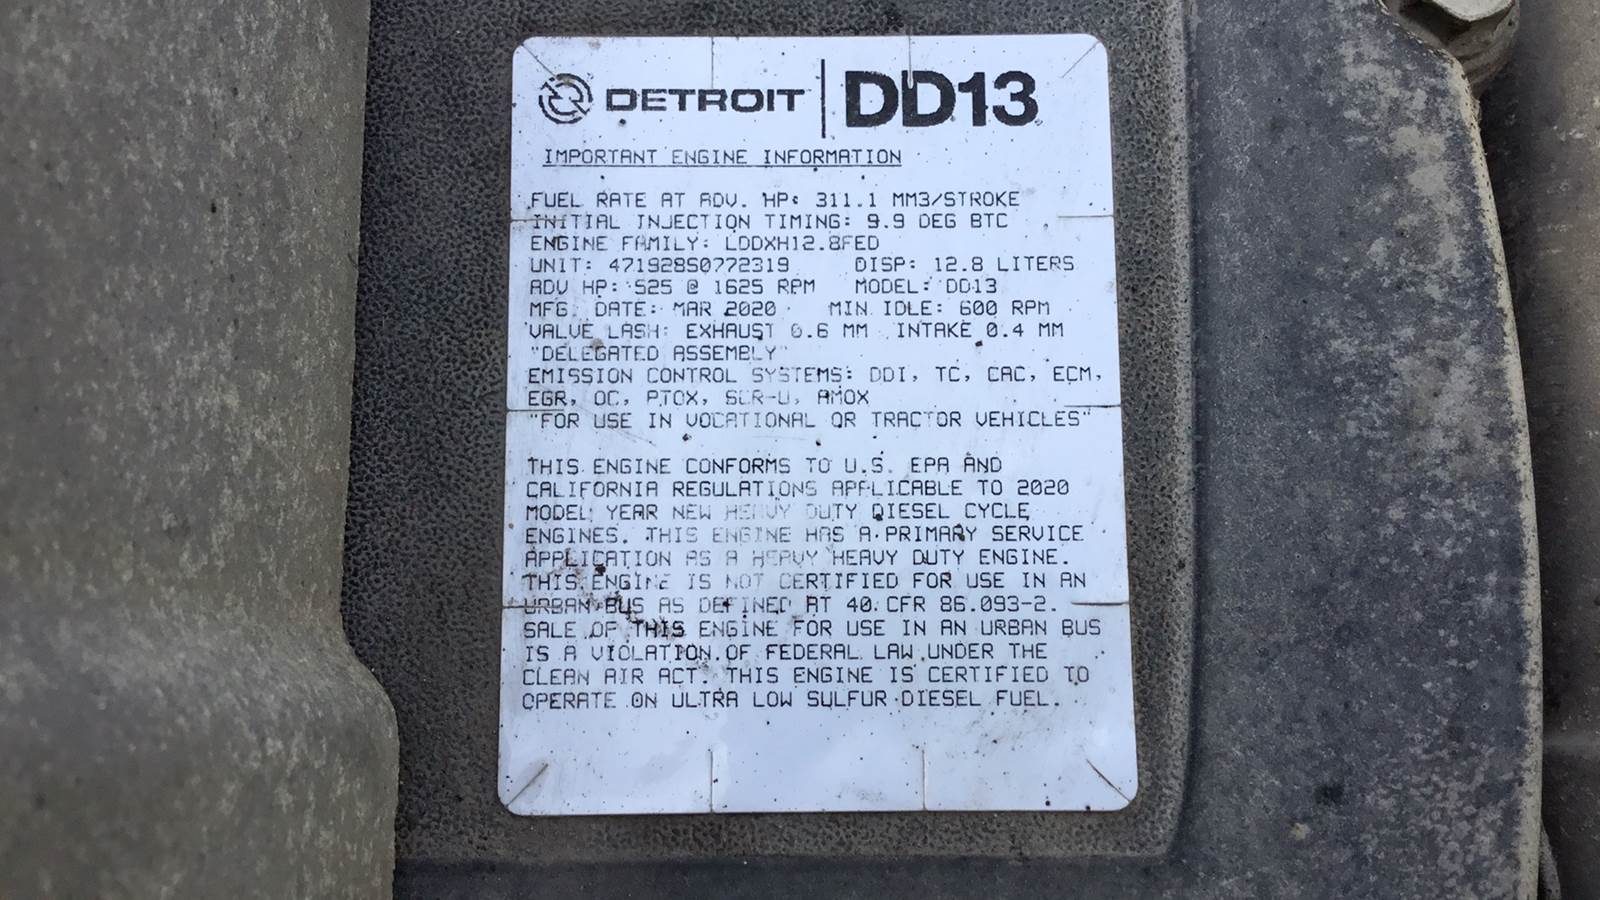 DETROIT | DD13
IMPORTANT ENGINE INFORMATION
FUEL RATE AT ADV. HP: 311.1 MM3/STROKE
INITIAL INJECTION TIMING: 9.9 DEG BTC
ENGINE FAMILY: LDDXH12.8FED
UNIT: 471928S0772319 DISP: 12.8 LITERS
ADV HP: 525 @ 1625 RPM MODEL: DD13
MFG. DATE: MAR 2020 MIN IDLE: 600 RPM
VALVE LASH: EXHAUST 0.6 MM INTAKE 0.4 MM
"DELEGATED ASSEMBLY"
EMISSION CONTROL SYSTEMS: DDI, TC, CAC, ECM,
EGR, OC, PTOX, SCR-U, AMOX
"FOR USE IN VOCATIONAL OR TRACTOR VEHICLES"
THIS ENGINE CONFORMS TO U.S. EPA AND
CALIFORNIA REGULATIONS APPLICABLE TO 2020
MODEL YEAR NEW HEAVY DUTY DIESEL CYCLE
ENGINES. THIS ENGINE HAS A PRIMARY SERVICE
APPLICATION AS A HEAVY HEAVY DUTY ENGINE.
THIS ENGINE IS NOT CERTIFIED FOR USE IN AN
URBAN BUS AS DEFINED AT 40 CFR 86.093-2.
SALE OF THIS ENGINE FOR USE IN AN URBAN BUS
IS A VIOLATION OF FEDERAL LAW UNDER THE
CLEAN AIR ACT. THIS ENGINE IS CERTIFIED TO
OPERATE ON ULTRA LOW SULFUR DIESEL FUEL.